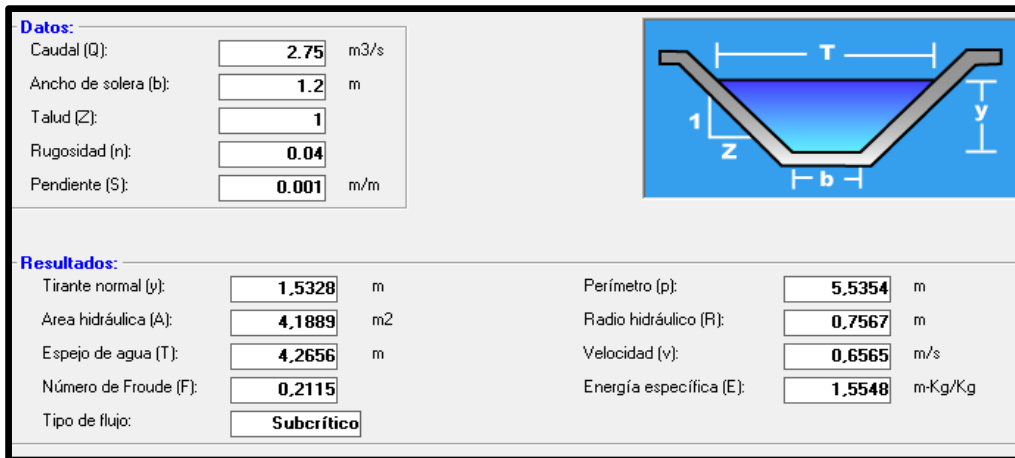 Datos:
Caudal (Q): 2.75 m3/s
Ancho de solera (b): 1.2 m
Talud (Z): 1
Rugosidad (n): 0.04
Pendiente (S): 0.001 m/m
T
1
Z
y
b
Resultados:
Tirante normal (y): 1,5328 m Perímetro (p): 5,5354 m
Area hidráulica (A): 4,1889 m2 Radio hidráulico (R): 0,7567 m
Espejo de agua (T): 4,2656 m Velocidad (v): 0,6565 m/s
Número de Froude (F): 0,2115 Energía específica (E): 1,5548 m-Kg/Kg
Tipo de flujo: Subcrítico